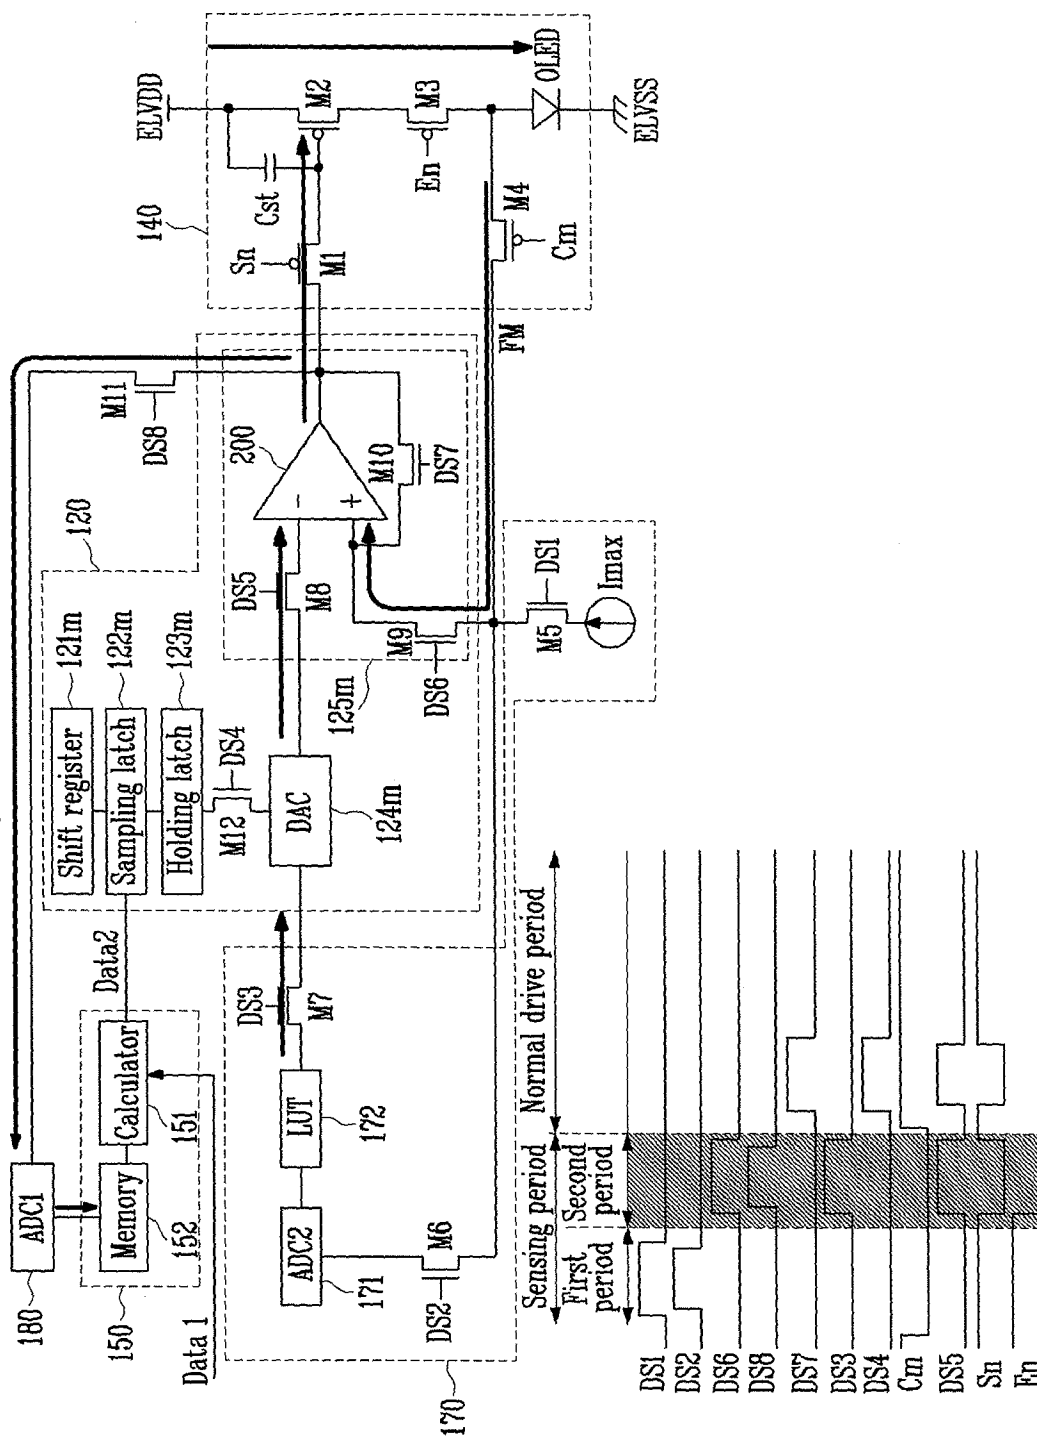 ELVDD
140
Cst
M2
Sn
M1
En
M3
OLED
M4
Cm
FM
ELVSS
M11
DS8
120
200
−
+
M10
DS7
121m
122m
123m
Shift register
Sampling latch
Holding latch
M12
DS4
DAC
124m
125m
DS5
M8
M9
DS6
DS1
M5
Imax
Data2
Calculator
151
Memory
152
150
ADC1
180
Data 1
DS3
M7
LUT
172
ADC2
171
M6
DS2
170
Sensing period
Normal drive period
First period
Second period
DS1
DS2
DS6
DS8
DS7
DS3
DS4
Cm
DS5
Sn
En